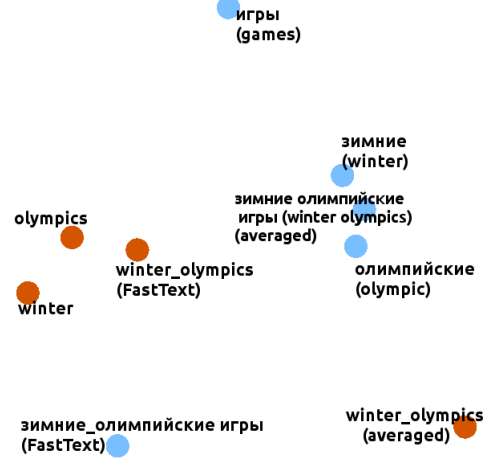 игры
(games)
зимние
(winter)
зимние олимпийские
игры (winter olympics)
(averaged)
olympics
winter_olympics
(FastText)
олимпийские
(olympic)
winter
зимние_олимпийские игры
(FastText)
winter_olympics
(averaged)